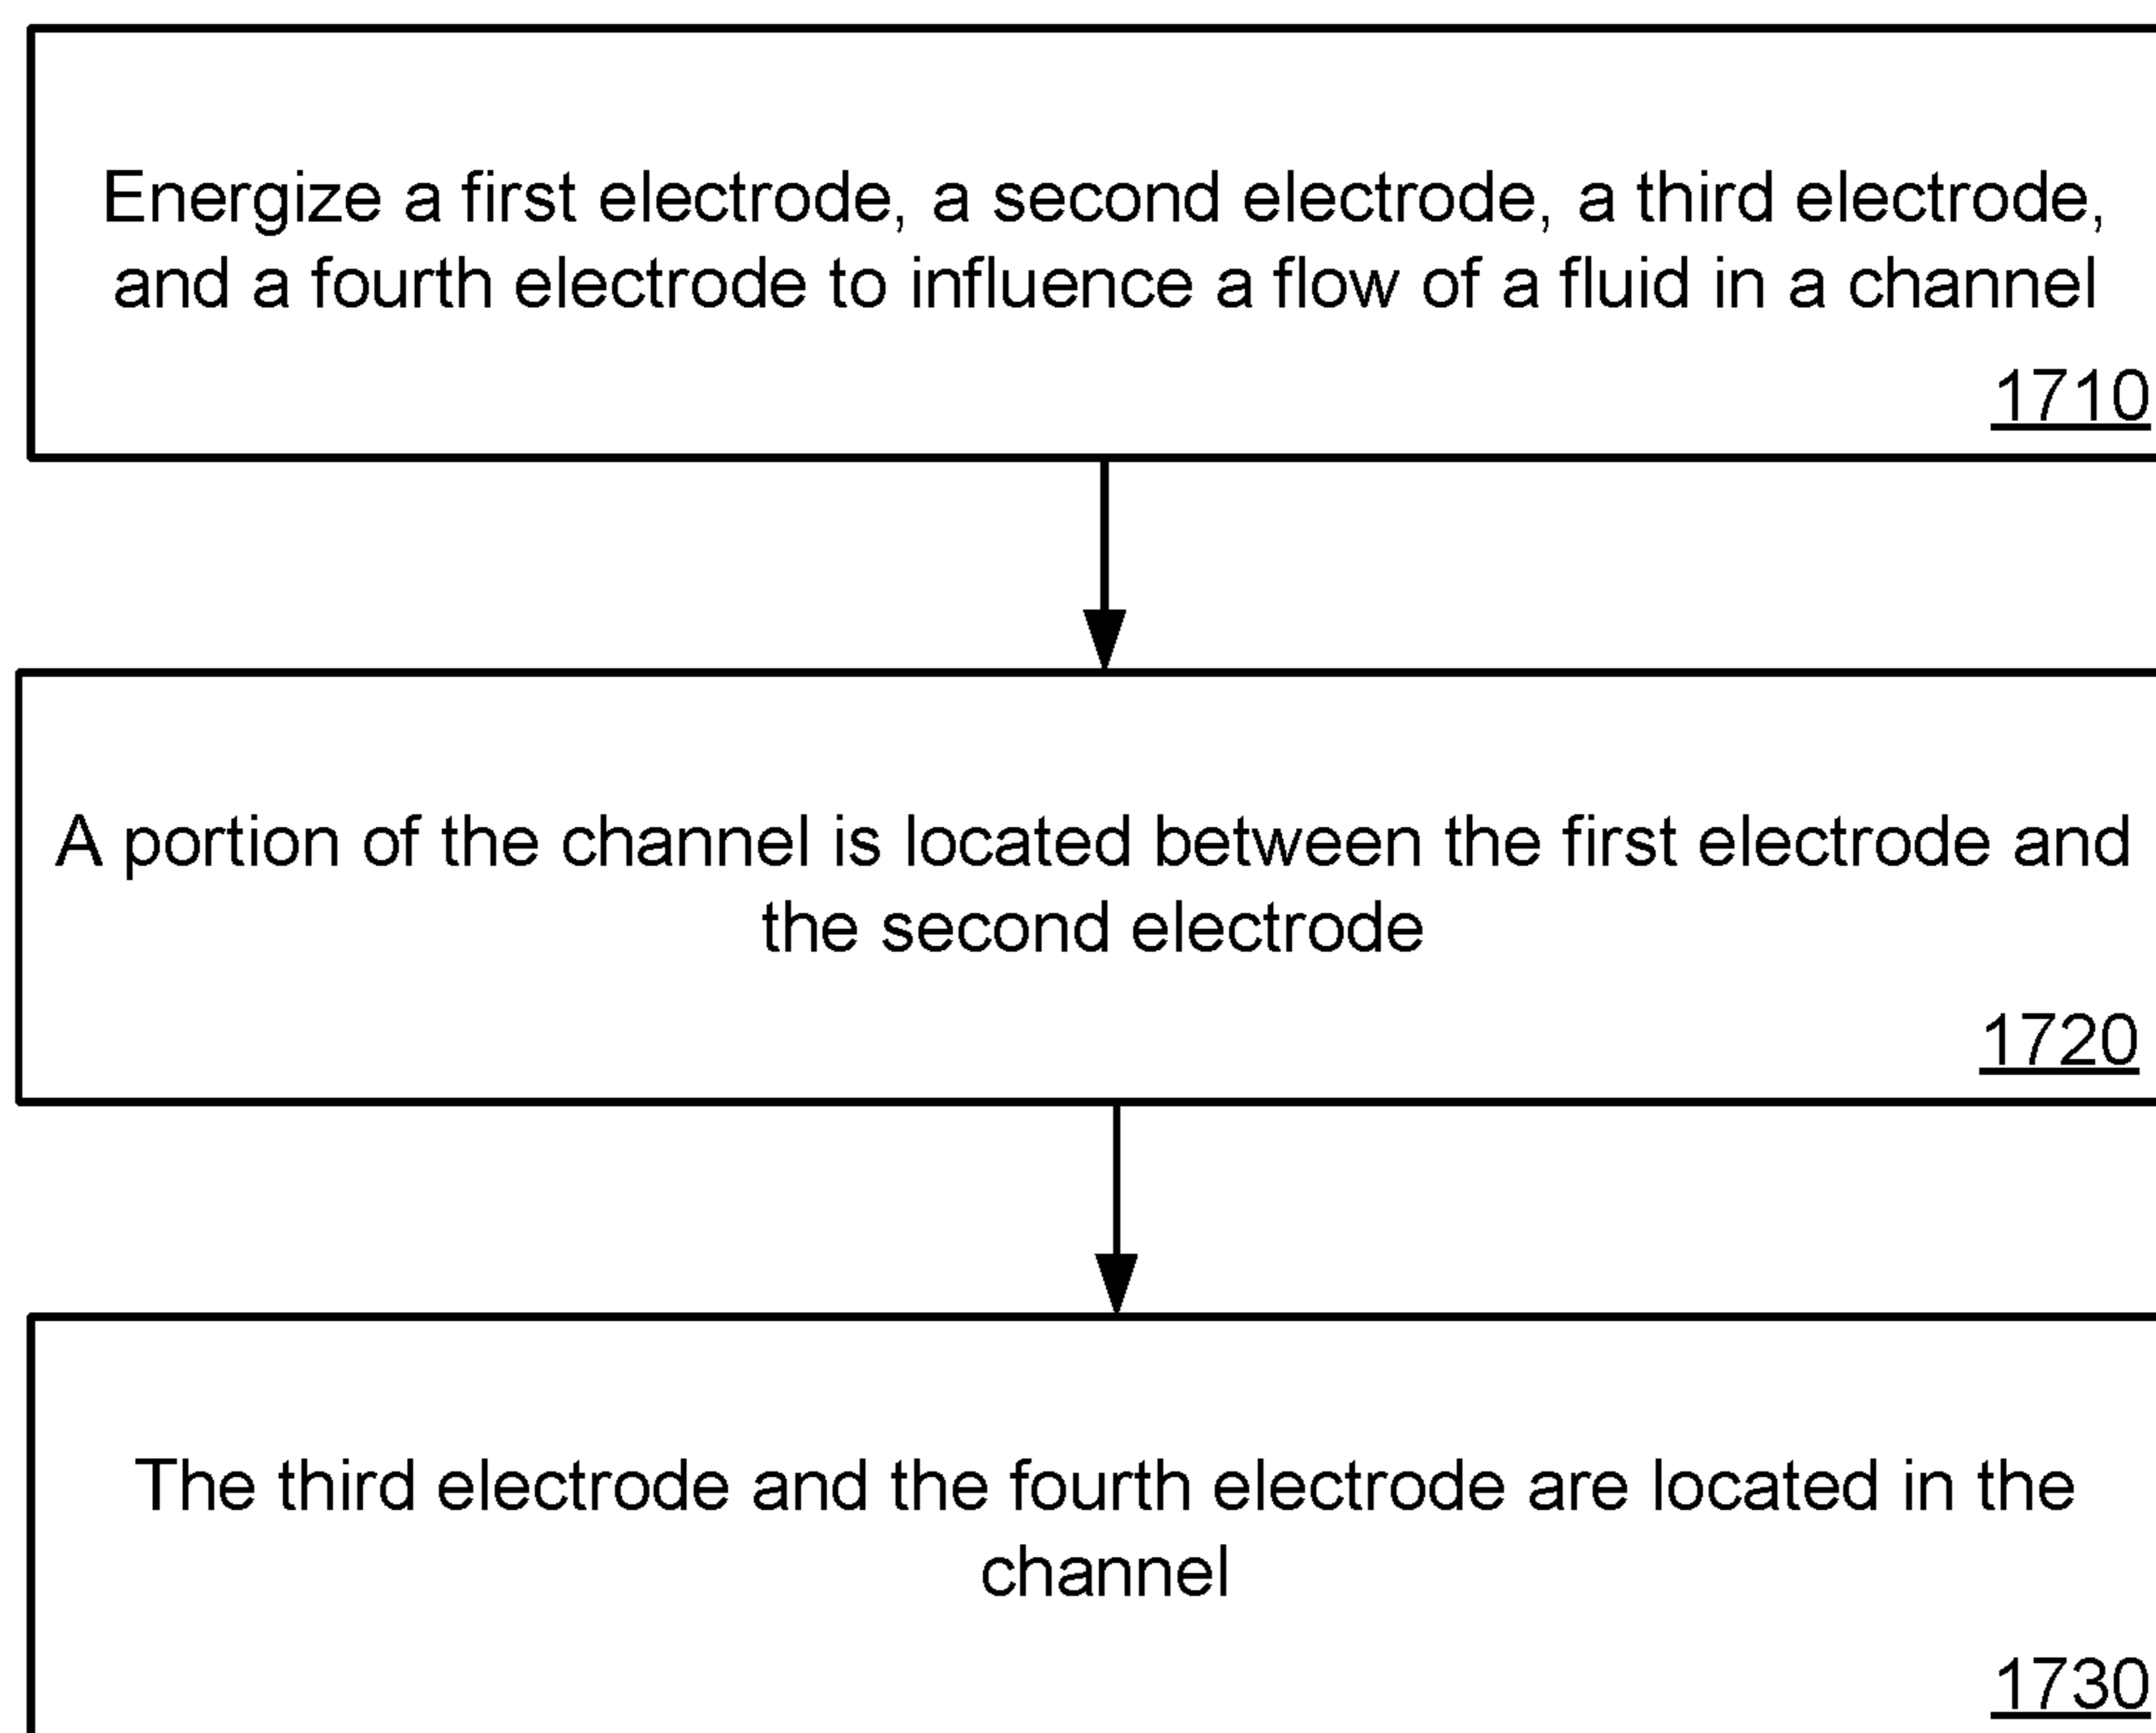 Energize a first electrode, a second electrode, a third electrode,
and a fourth electrode to influence a flow of a fluid in a channel
1710
A portion of the channel is located between the first electrode and
the second electrode
1720
The third electrode and the fourth electrode are located in the
channel
1730